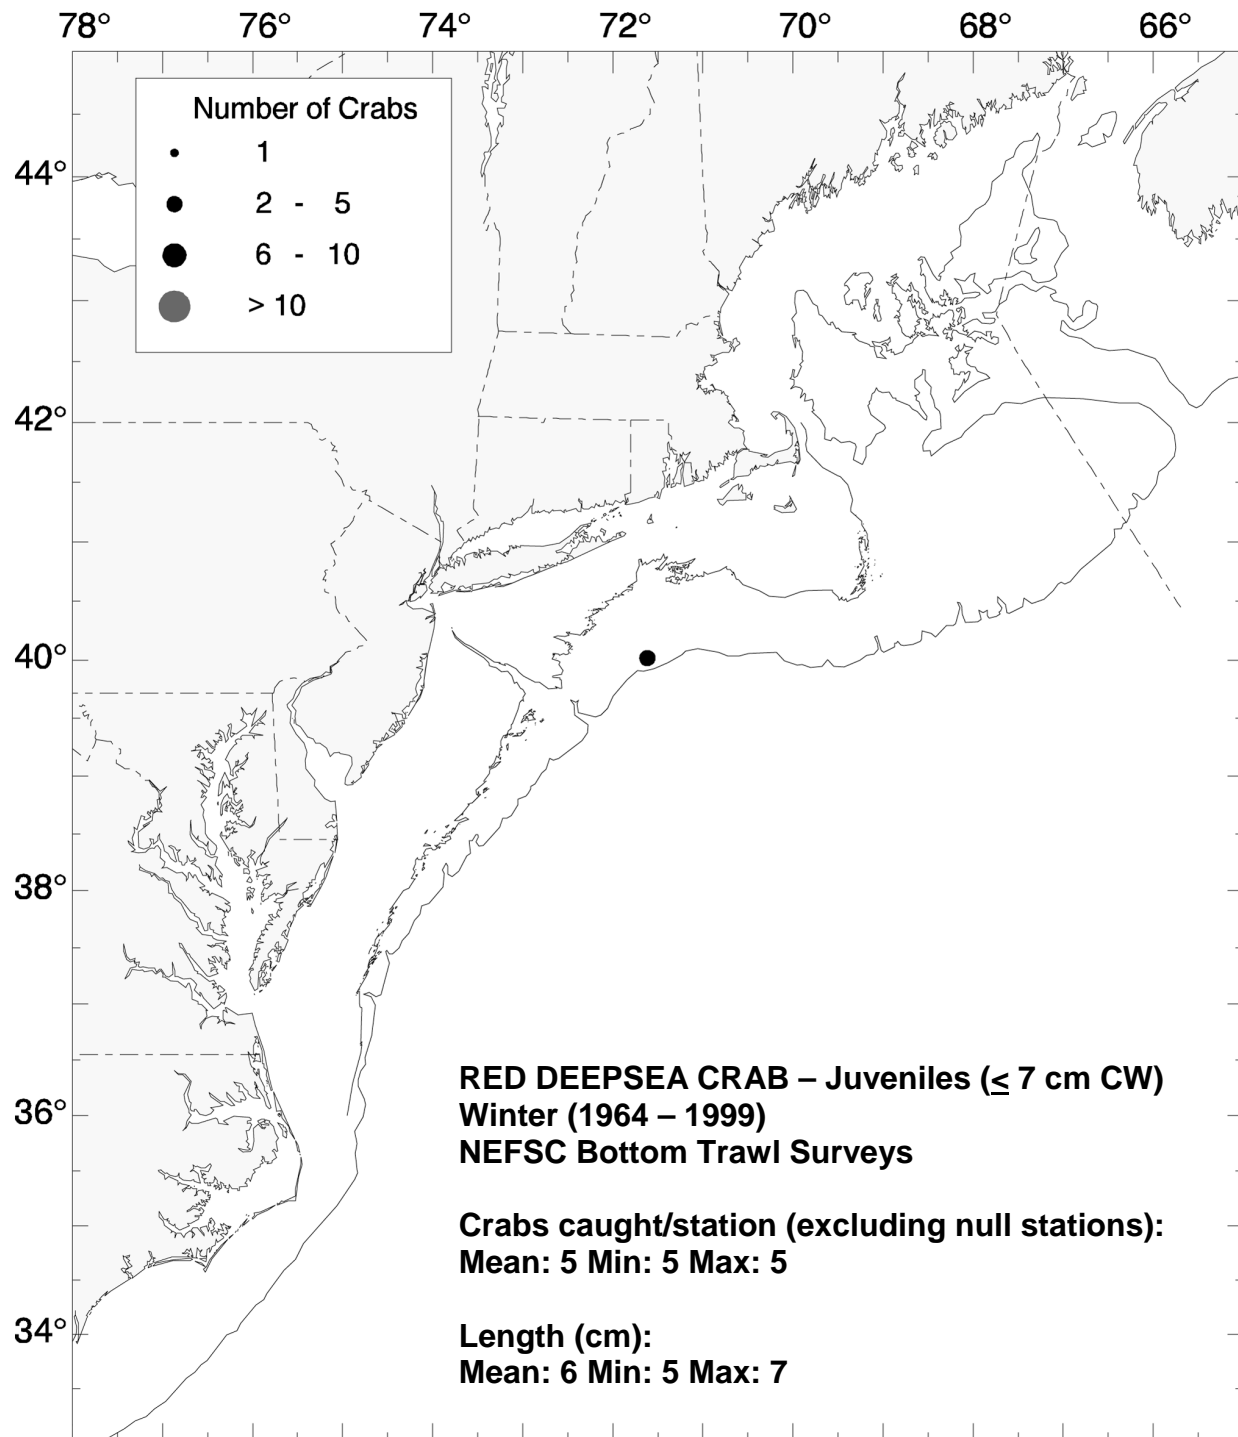 78° 76° 74° 72° 70° 68° 66°
Number of Crabs
1
2 - 5
6 - 10
> 10
44°
42°
40°
38°
36°
34°
RED DEEPSEA CRAB – Juveniles (≤ 7 cm CW)
Winter (1964 – 1999)
NEFSC Bottom Trawl Surveys
Crabs caught/station (excluding null stations):
Mean: 5 Min: 5 Max: 5
Length (cm):
Mean: 6 Min: 5 Max: 7